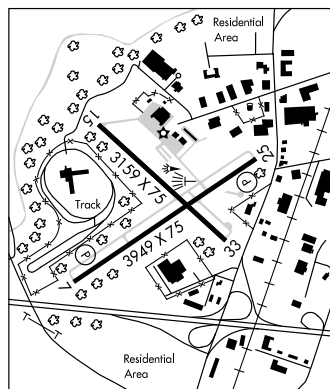 Residential
Area
15
3159 X 75
25
P
Track
33
3949 X 75
P
7
Residential
Area